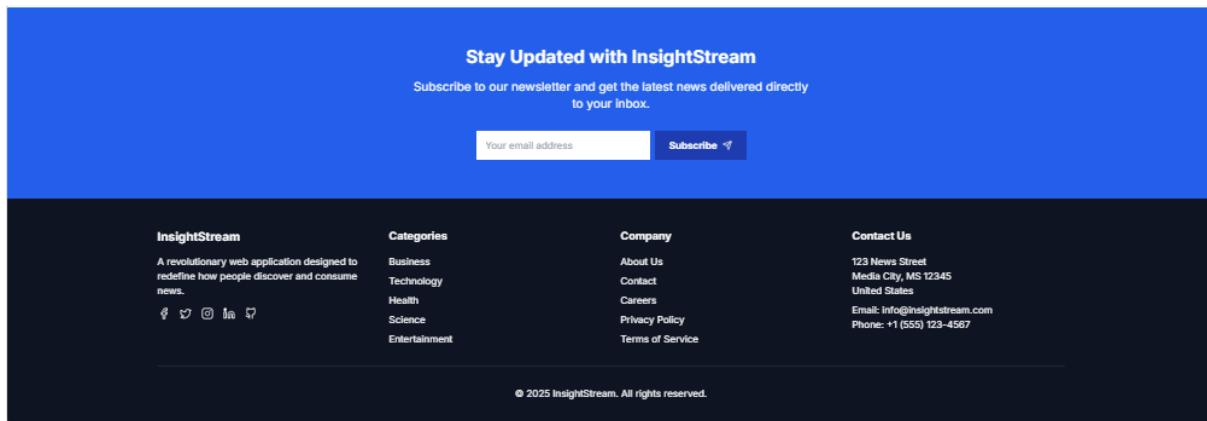 Stay Updated with InsightStream
Subscribe to our newsletter and get the latest news delivered directly
to your inbox.
Your email address
Subscribe
InsightStream
A revolutionary web application designed to
redefine how people discover and consume
news.
Categories
Business
Technology
Health
Science
Entertainment
Company
About Us
Contact
Careers
Privacy Policy
Terms of Service
Contact Us
123 News Street
Media City, MS 12345
United States
Email: info@insightstream.com
Phone: +1 (555) 123-4567
© 2025 InsightStream. All rights reserved.